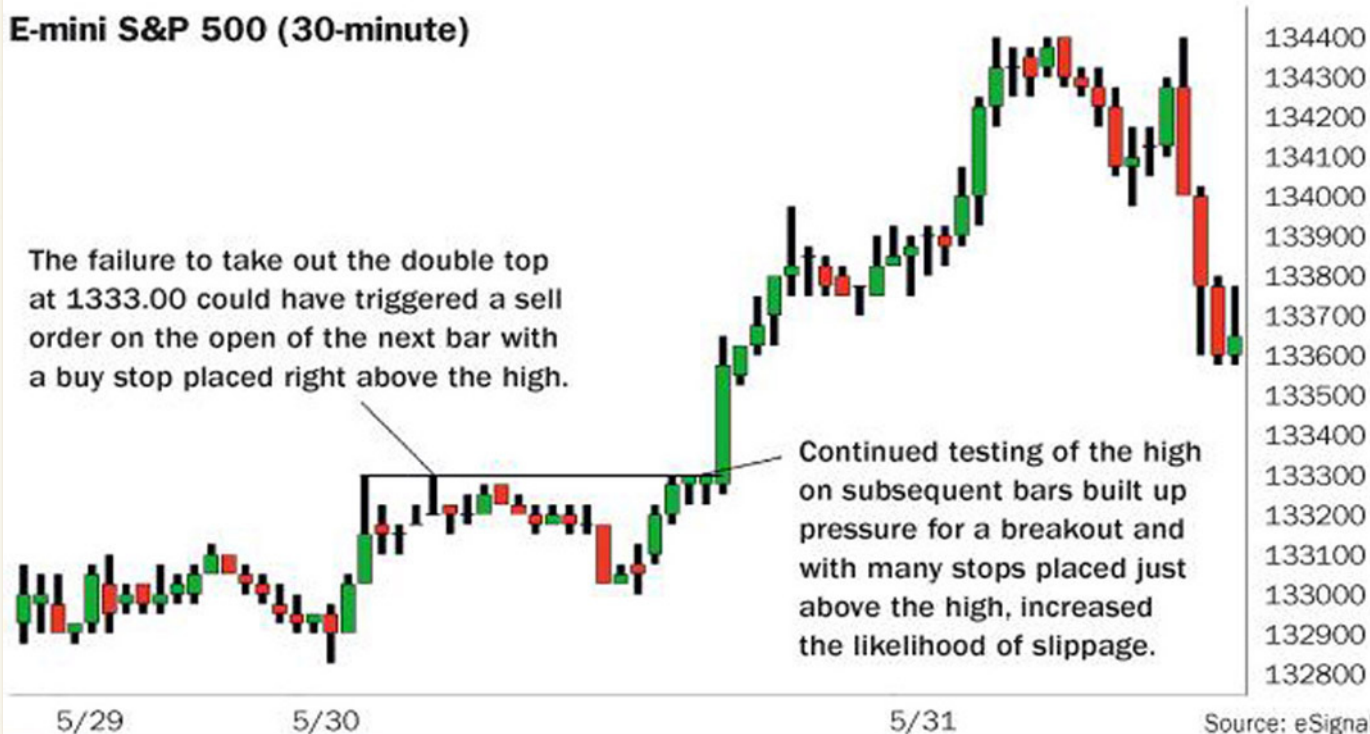 E-mini S&P 500 (30-minute)
The failure to take out the double top
at 1333.00 could have triggered a sell
order on the open of the next bar with
a buy stop placed right above the high.
Continued testing of the high
on subsequent bars built up
pressure for a breakout and
with many stops placed just
above the high, increased
the likelihood of slippage.
134400
134300
134200
134100
134000
133900
133800
133700
133600
133500
133400
133300
133200
133100
133000
132900
132800
5/29
5/30
5/31
Source: eSigna